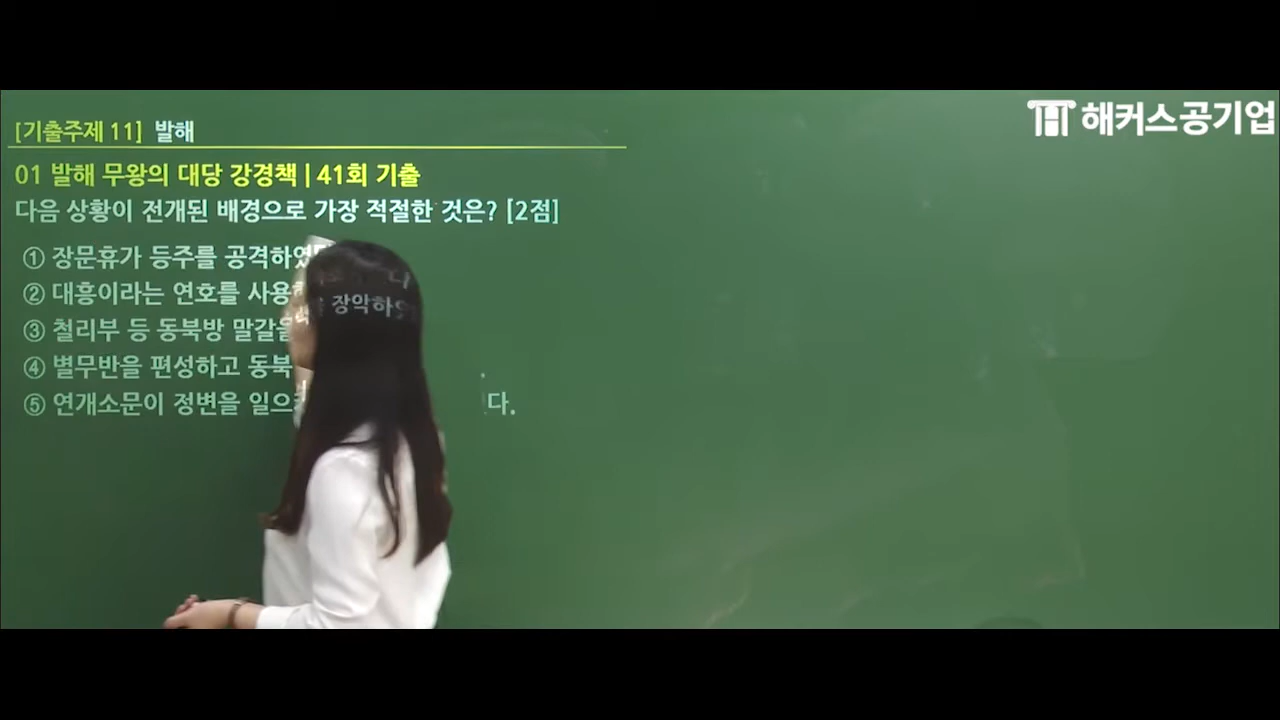 해커스공기업
[기출주제 11] 발해
01 발해 무왕의 대당 강경책 | 41회 기출
다음 상황이 전개된 배경으로 가장 적절한 것은? [2점]
① 장문휴가 등주를 공격하였다
② 대흥이라는 연호를 사용
③ 철리부 등 동북방 말갈을
④ 별무반을 편성하고 동북
⑤ 연개소문이 정변을 일으 다.